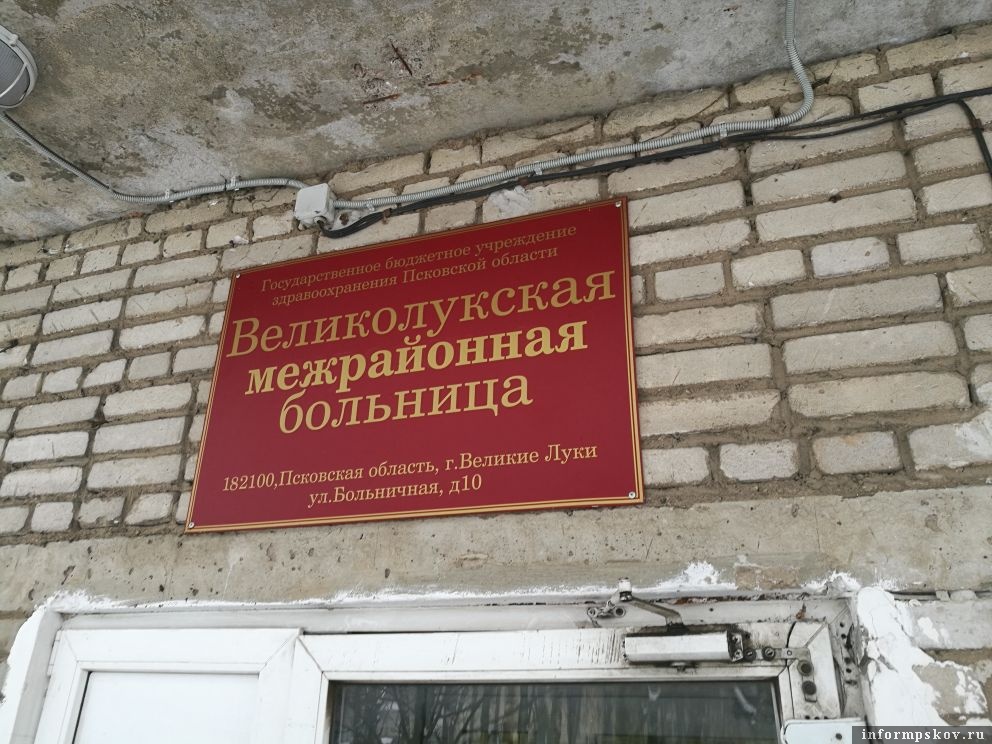 Государственное бюджетное учреждение
здравоохранения Псковской области
Великолукская
межрайонная
больница
182100,Псковская область, г.Великие Луки
ул.Больничная, д10
informpskov.ru